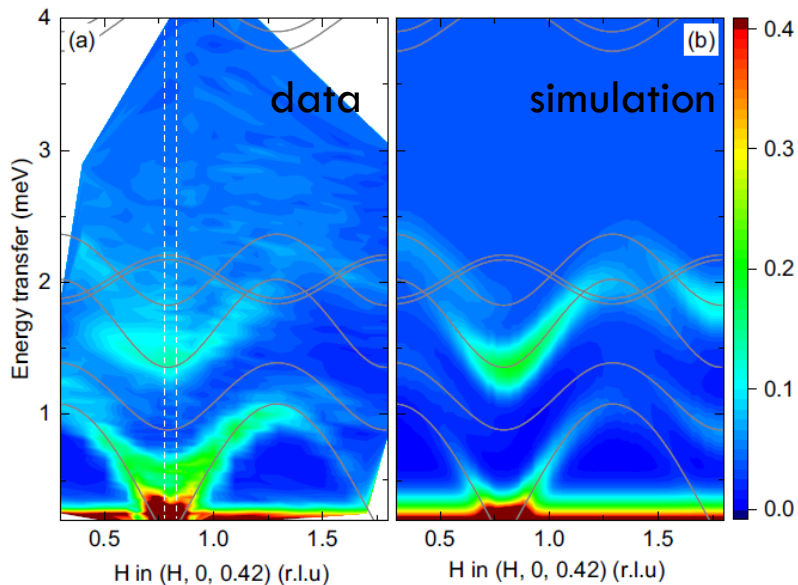 (a)
data
4
3
2
1
Energy transfer (meV)
0.5
1.0
1.5
H in (H, 0, 0.42) (r.l.u)
(b)
simulation
0.5
1.0
1.5
H in (H, 0, 0.42) (r.l.u)
0.4
0.3
0.2
0.1
0.0